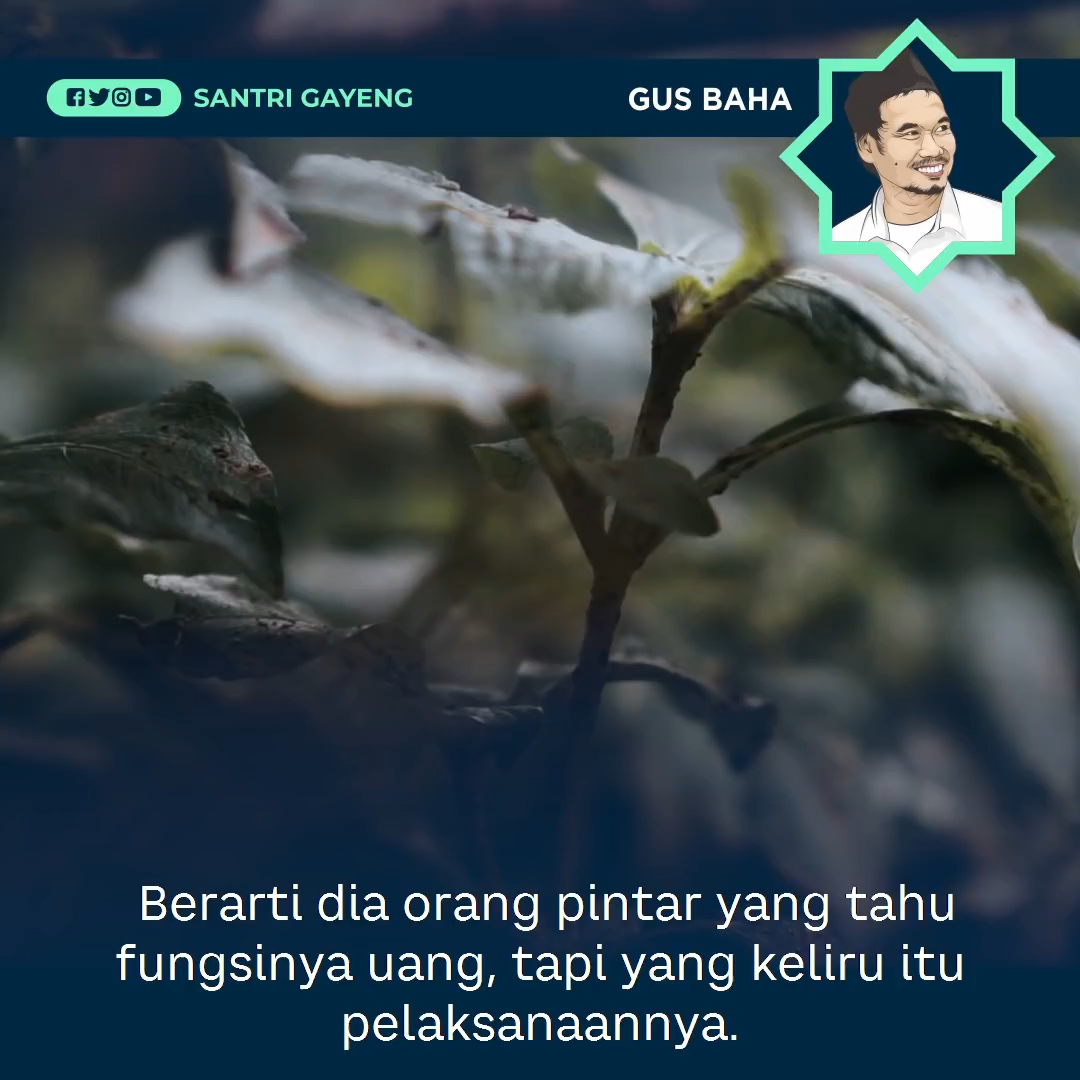 SANTRI GAYENG
GUS BAHA
Berarti dia orang pintar yang tahu
fungsinya uang, tapi yang keliru itu
pelaksanaannya.